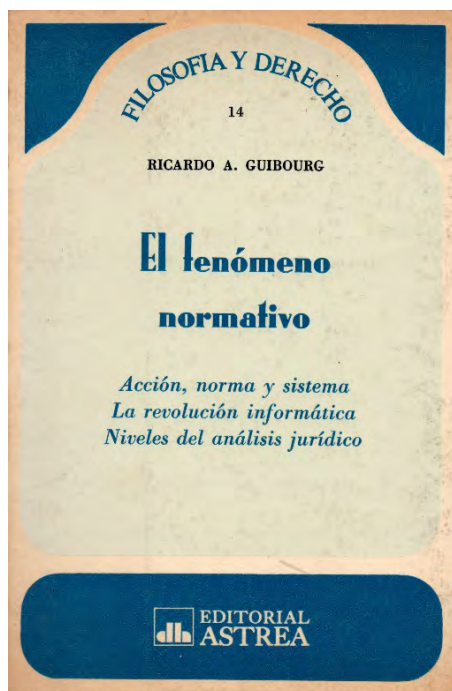 FILOSOFIA Y DERECHO
14
RICARDO A. GUIBOURG
El fenómeno
normativo
Acción, norma y sistema
La revolución informática
Niveles del análisis jurídico
EDITORIAL
ASTREA